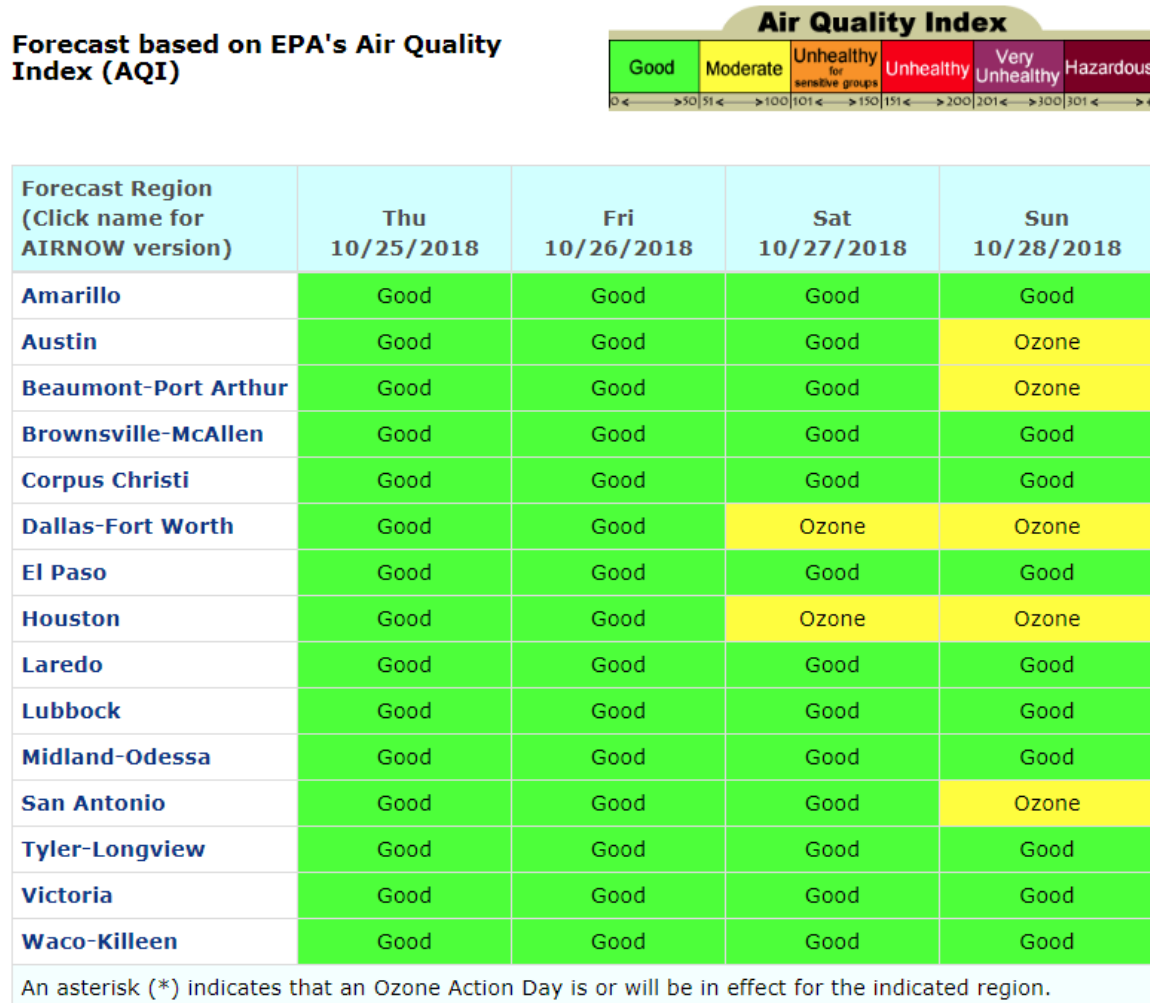 Forecast based on EPA's Air Quality
Index (AQI)
Air Quality Index
Good Moderate Unhealthy for sensitive groups Unhealthy Very Unhealthy Hazardous
0 < >50 51 < >100 101 < >150 151 < >200 201 < >300 301 < >
Forecast Region
(Click name for
AIRNOW version)
Thu
10/25/2018
Fri
10/26/2018
Sat
10/27/2018
Sun
10/28/2018
Amarillo Good Good Good Good
Austin Good Good Good Ozone
Beaumont-Port Arthur Good Good Good Ozone
Brownsville-McAllen Good Good Good Good
Corpus Christi Good Good Good Good
Dallas-Fort Worth Good Good Ozone Ozone
El Paso Good Good Good Good
Houston Good Good Ozone Ozone
Laredo Good Good Good Good
Lubbock Good Good Good Good
Midland-Odessa Good Good Good Good
San Antonio Good Good Good Ozone
Tyler-Longview Good Good Good Good
Victoria Good Good Good Good
Waco-Killeen Good Good Good Good
An asterisk (*) indicates that an Ozone Action Day is or will be in effect for the indicated region.